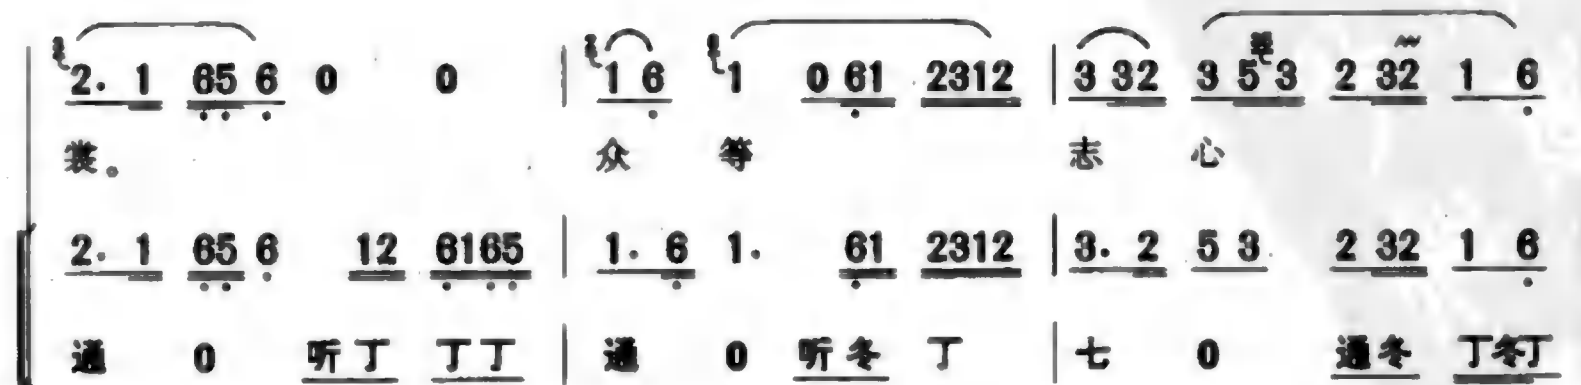 2· 1 65 6 0 0 | 1 6 1 0 61 2312 | 3 32 3 5 3 2 32 1 6
裳。 众 等 志 心
2· 1 65 6 12 6165 | 1· 6 1· 61 2312 | 3· 2 5 3 2 32 1 6
通 0 听丁 丁丁 | 通 0 听冬 丁 | 七 0 通冬 丁冬丁